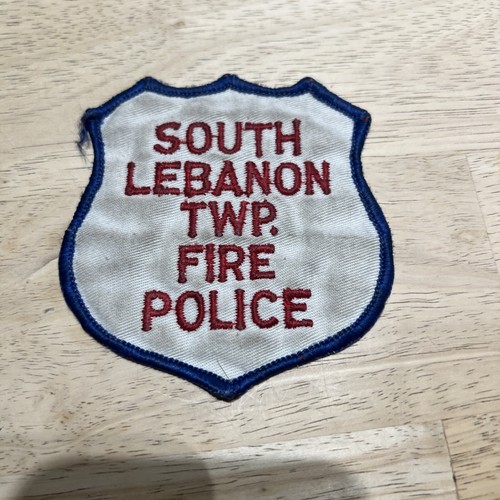 SOUTH
LEBANON
TWP.
FIRE
POLICE